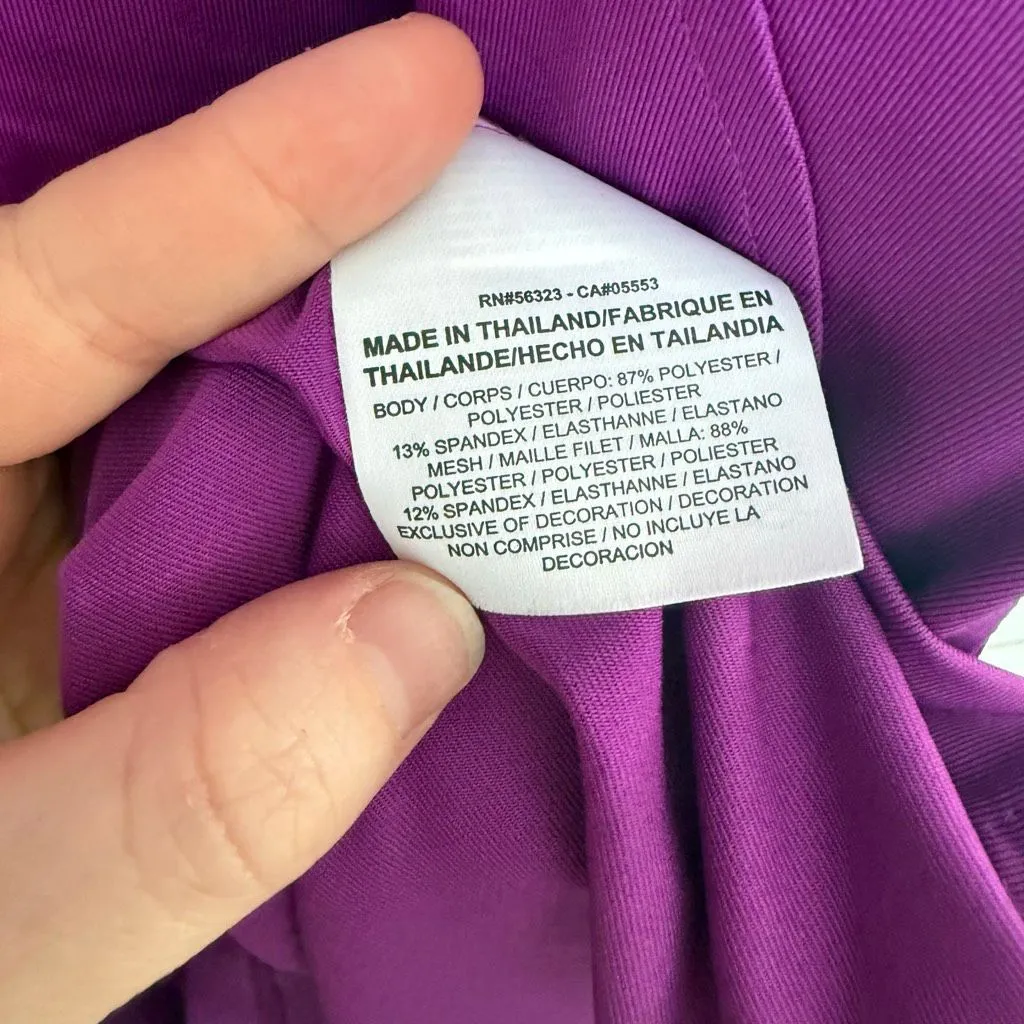 RN#56323 - CA#05553
MADE IN THAILAND/FABRIQUE EN
THAILANDE/HECHO EN TAILANDIA
BODY / CORPS / CUERPO: 87% POLYESTER /
POLYESTER / POLIESTER
13% SPANDEX / ELASTHANNE / ELASTANO
MESH / MAILLE FILET / MALLA: 88%
POLYESTER / POLYESTER / POLIESTER
12% SPANDEX / ELASTHANNE / ELASTANO
EXCLUSIVE OF DECORATION / DECORATION
NON COMPRISE / NO INCLUYE LA
DECORACION